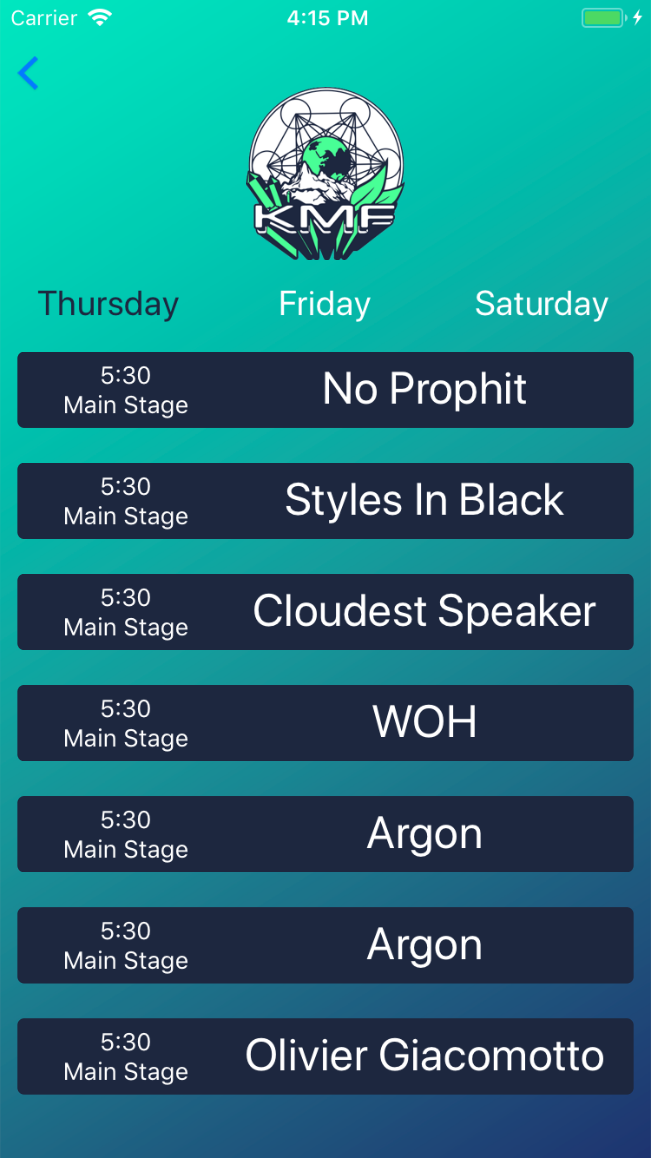 Carrier 4:15 PM
KMF
Thursday Friday Saturday
5:30
Main Stage
No Prophit
5:30
Main Stage
Styles In Black
5:30
Main Stage
Cloudest Speaker
5:30
Main Stage
WOH
5:30
Main Stage
Argon
5:30
Main Stage
Argon
5:30
Main Stage
Olivier Giacomotto